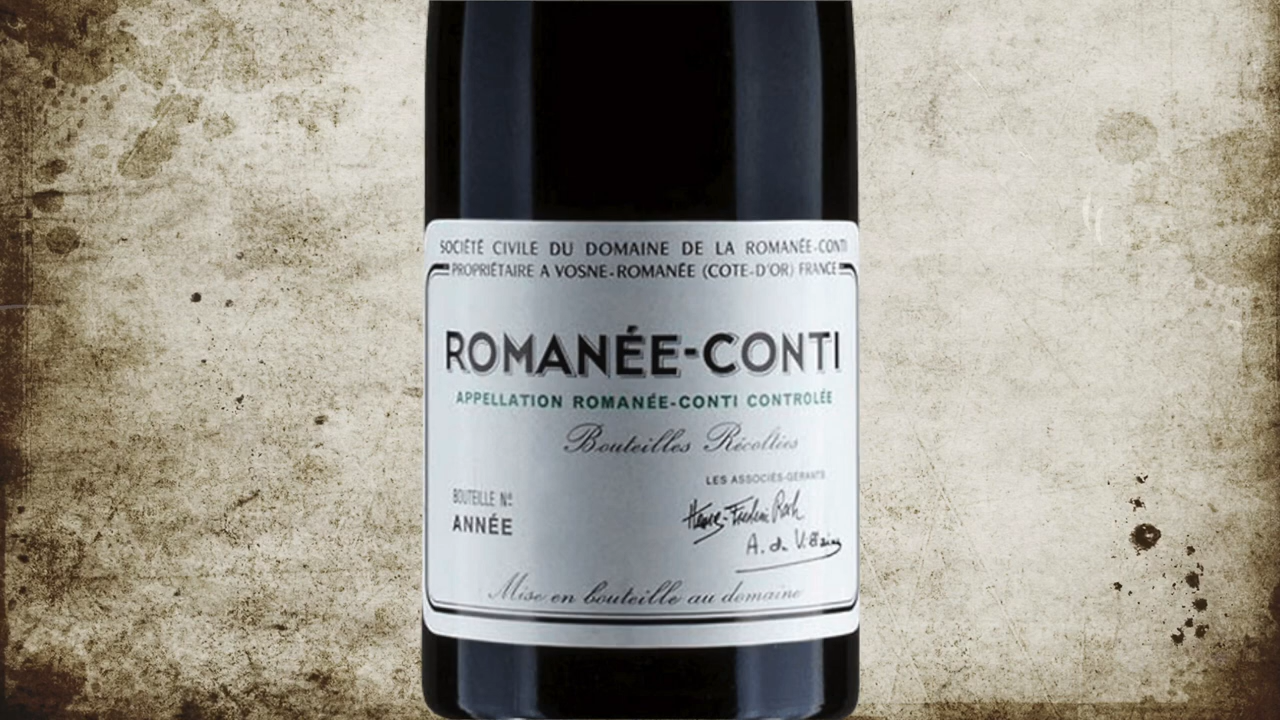 SOCIÉTÉ CIVILE DU DOMAINE DE LA ROMANÉE-CONTI
PROPRIÉTAIRE A VOSNE-ROMANÉE (COTE-D'OR) FRANCE
ROMANÉE-CONTI
APPELLATION ROMANÉE-CONTI CONTROLÉE
Bouteilles Récoltées
LES ASSOCIÉS-GÉRANTS
BOUTEILLE Nº
ANNÉE
A. de V
Mise en bouteille au domaine